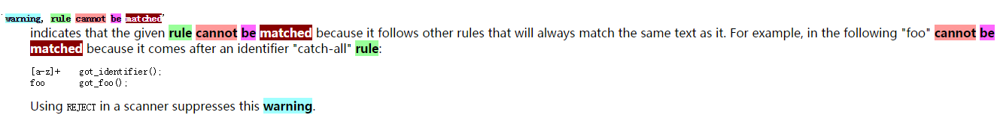 `warning, rule cannot be matched'
indicates that the given rule cannot be matched because it follows other rules that will always match the same text as it. For example, in the following "foo" cannot be
matched because it comes after an identifier "catch-all" rule:
[a-z]+    got_identifier();
foo       got_foo();
Using REJECT in a scanner suppresses this warning.